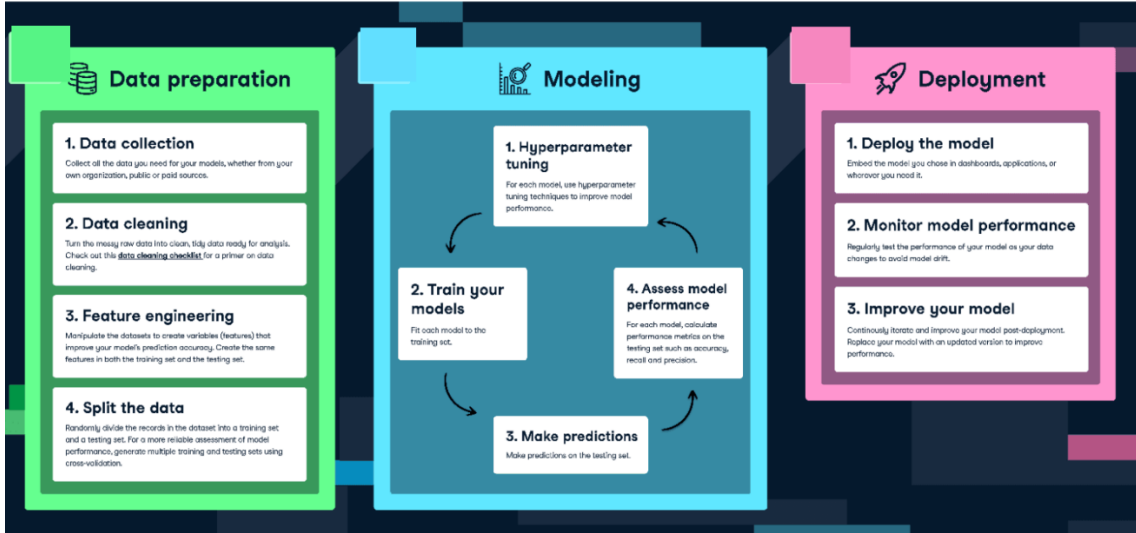 Data preparation
1. Data collection
Collect all the data you need for your models, whether from your
own organization, public or paid sources.
2. Data cleaning
Turn the messy raw data into clean, tidy data ready for analysis.
Check out this data cleaning checklist for a primer on data
cleaning.
3. Feature engineering
Manipulate the datasets to create variables (features) that
improve your model's prediction accuracy. Create the same
features in both the training set and the testing set.
4. Split the data
Randomly divide the records in the dataset into a training set
and a testing set. For a more reliable assessment of model
performance, generate multiple training and testing sets using
cross-validation.
Modeling
1. Hyperparameter
tuning
For each model, use hyperparameter
tuning techniques to improve model
performance.
2. Train your
models
Fit each model to the
training set.
3. Make predictions
Make predictions on the testing set.
4. Assess model
performance
For each model, calculate
performance metrics on the
testing set such as accuracy,
recall and precision.
Deployment
1. Deploy the model
Embed the model you chose in dashboards, applications, or
wherever you need it.
2. Monitor model performance
Regularly test the performance of your model as your data
changes to avoid model drift.
3. Improve your model
Continously iterate and improve your model post-deployment.
Replace your model with an updated version to improve
performance.